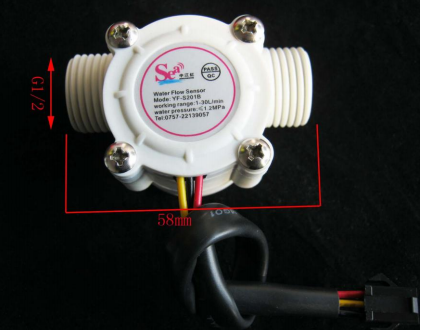 Sea
PASS
QC
Water Flow Sensor
Mode: YF-S201B
working range:1-30L/min
water pressure:≤1.2MPa
Tel:0757-22139057
G1/2
58mm